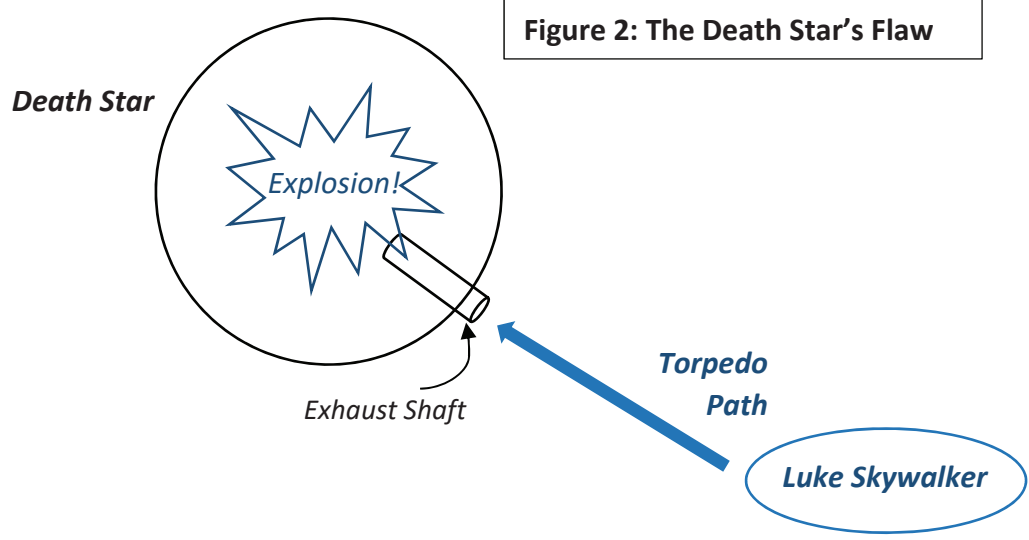 Figure 2: The Death Star’s Flaw
Death Star
Explosion!
Exhaust Shaft
Torpedo
Path
Luke Skywalker